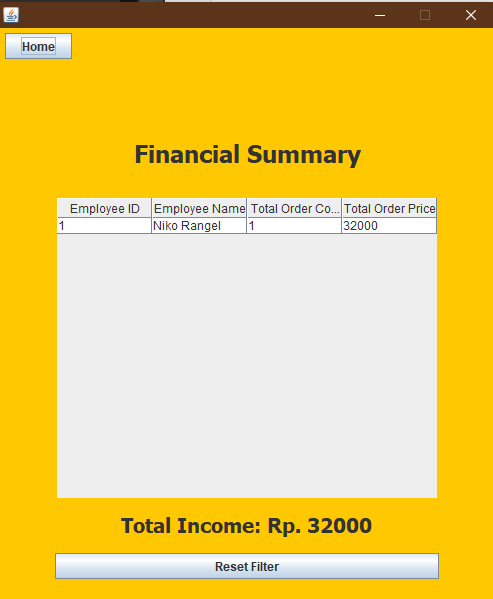 Home
Financial Summary
Employee ID Employee Name Total Order Co... Total Order Price
1 Niko Rangel 1 32000
Total Income: Rp. 32000
Reset Filter